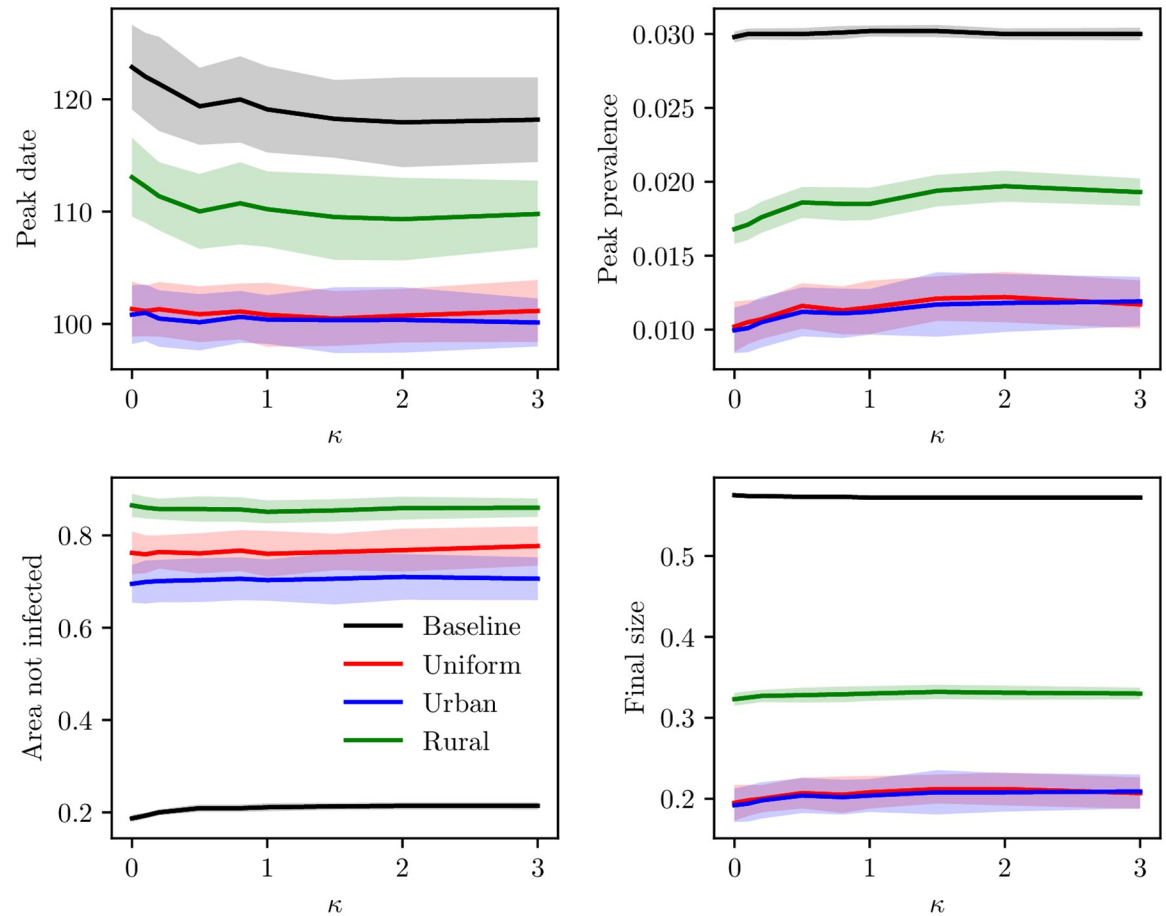 Peak date
120
110
100
0 1 2 3
κ
Peak prevalence
0.030
0.025
0.020
0.015
0.010
0 1 2 3
κ
Area not infected
0.8
0.6
0.4
0.2
Baseline
Uniform
Urban
Rural
0 1 2 3
κ
Final size
0.5
0.4
0.3
0.2
0 1 2 3
κ